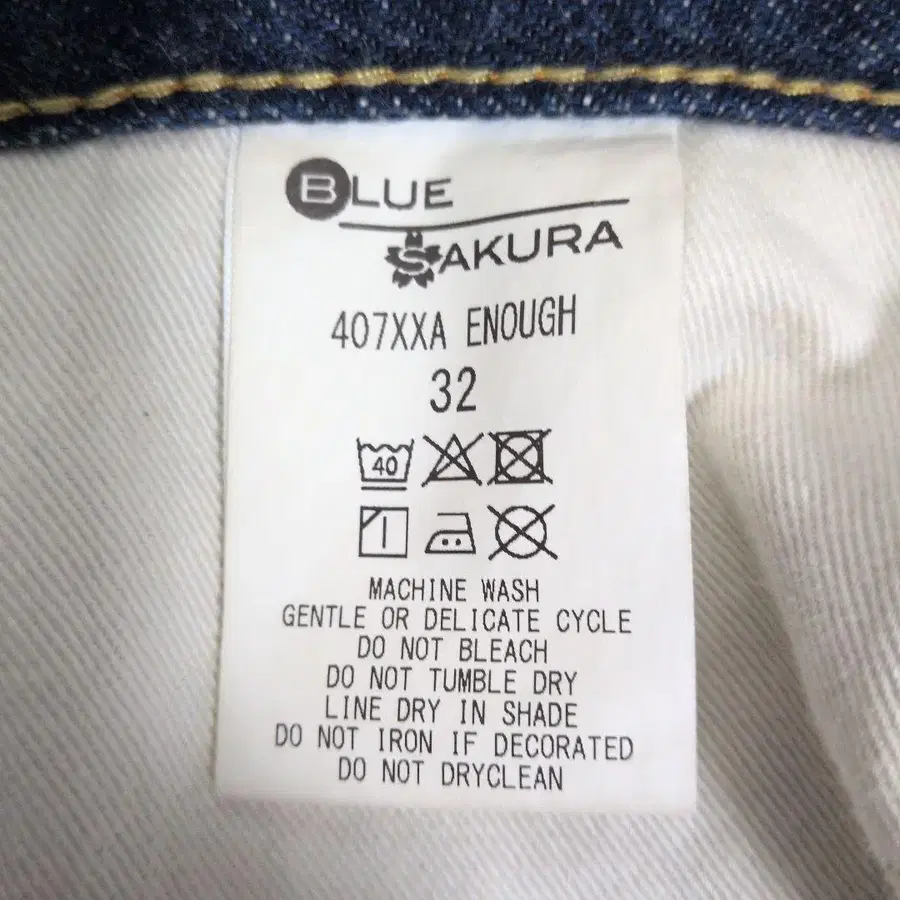 BLUE
SAKURA
407XXA ENOUGH
32
40
MACHINE WASH
GENTLE OR DELICATE CYCLE
DO NOT BLEACH
DO NOT TUMBLE DRY
LINE DRY IN SHADE
DO NOT IRON IF DECORATED
DO NOT DRYCLEAN